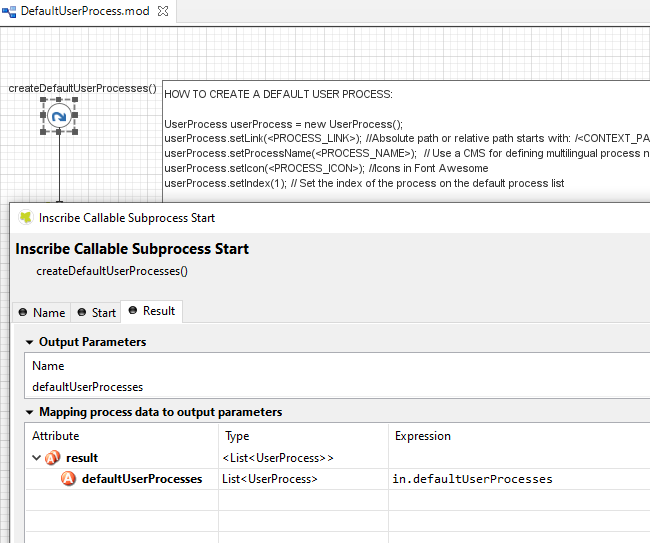 DefaultUserProcess.mod
createDefaultUserProcesses()
HOW TO CREATE A DEFAULT USER PROCESS:
UserProcess userProcess = new UserProcess();
userProcess.setLink(<PROCESS_LINK>); //Absolute path or relative path starts with: /<CONTEXT_PA
userProcess.setProcessName(<PROCESS_NAME>); // Use a CMS for defining multilingual process n
userProcess.setIcon(<PROCESS_ICON>); //Icons in Font Awesome
userProcess.setIndex(1); // Set the index of the process on the default process list
Inscribe Callable Subprocess Start
Inscribe Callable Subprocess Start
createDefaultUserProcesses()
Name Start Result
Output Parameters
Name
defaultUserProcesses
Mapping process data to output parameters
Attribute Type Expression
result <List<UserProcess>>
defaultUserProcesses List<UserProcess> in.defaultUserProcesses